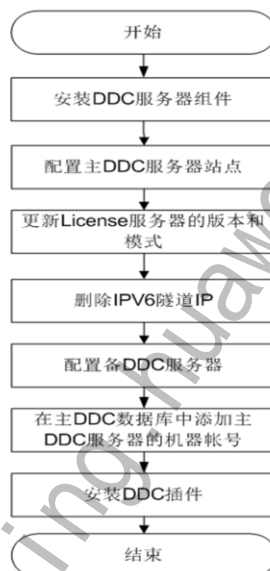 开始
安装DDC服务器组件
配置主DDC服务器站点
更新License服务器的版本和
模式
删除IPV6隧道IP
配置备DDC服务器
在主DDC数据库中添加主
DDC服务器的机器帐号
安装DDC插件
结束
ing.huawe